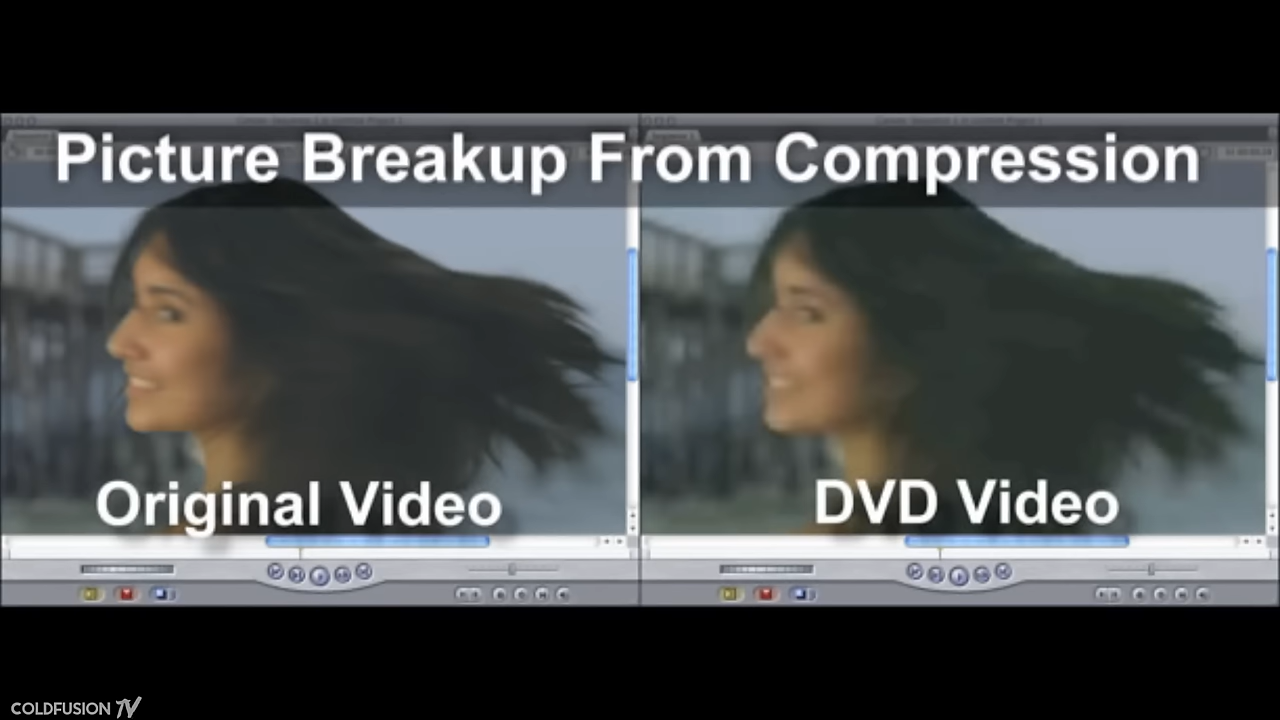 Picture Breakup From Compression
Original Video
DVD Video
COLDFUSION TV